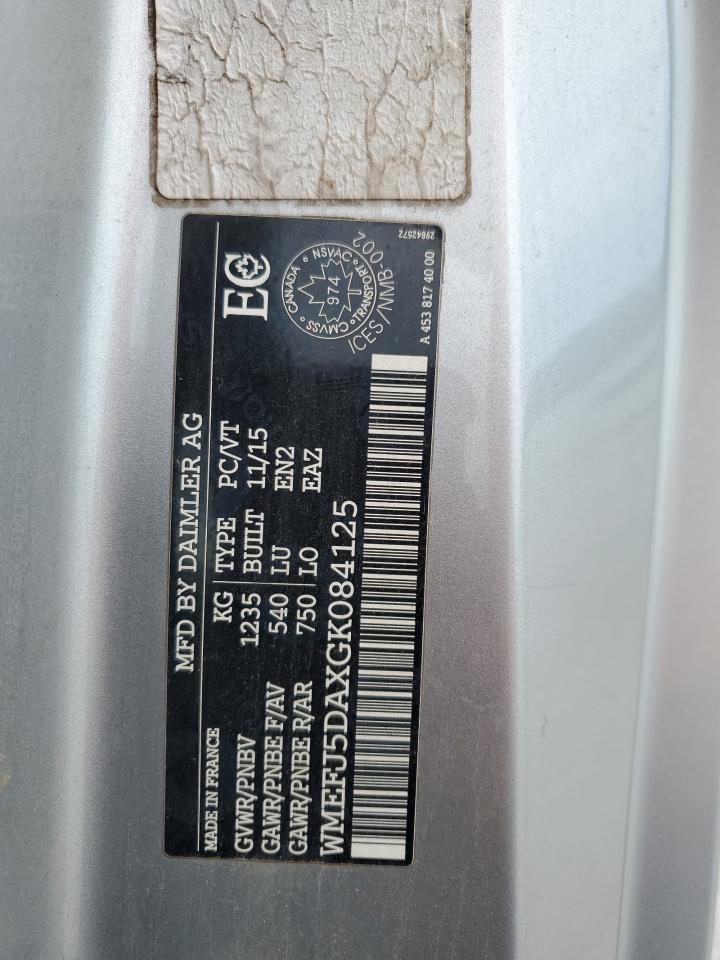 MFD BY DAIMLER AG
MADE IN FRANCE KG TYPE PC/VT
GVWR/PNBV 1235 BUILT 11/15
GAWR/PNBE F/AV 540 LU EN2
GAWR/PNBE R/AR 750 LO EAZ
WMEFJ5DAXGK084125
EC
CANADA • NSVAC • TRANSPORT • CMVSS
974
ICES/NMB-002
29842572
A 453 817 40 00